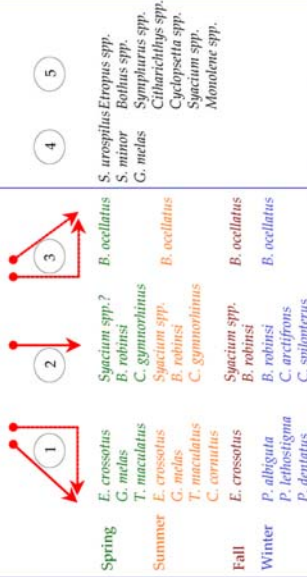 1 2 3 4 5
Spring E. crossotus Syacium spp.? B. ocellatus S. urospilus Etropus spp.
G. melas B. robinsi S. minor Bothus spp.
T. maculatus C. gymnorhinus G. melas Symphurus spp.
Summer E. crossotus Syacium spp. B. ocellatus Citharichthys spp.
G. melas B. robinsi Cyclopsetta spp.
T. maculatus C. gymnorhinus Syacium spp.
C. cornutus Monolene spp.
Fall E. crossotus Syacium spp. B. ocellatus
B. robinsi
Winter P. albiguta B. robinsi B. ocellatus
P. lethostigma C. arctifrons
P. dentatus C. spilopterus